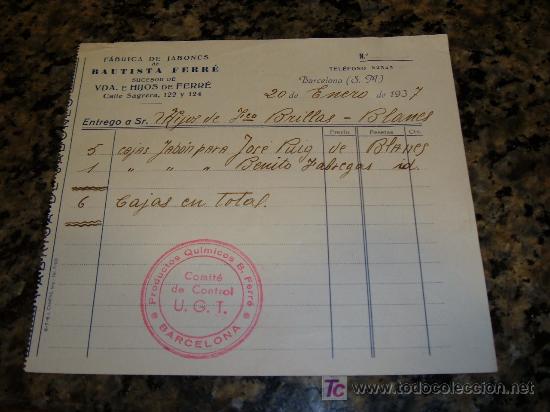 FÁBRICA DE JABONES
de
BAUTISTA FERRÉ
SUCESOR DE
VDA. E HIJOS DE FERRÉ
Calle Sagrera, 122 y 124
N.º
TELÉFONO 52545
Barcelona (S. M.)
20 de Enero de 1937
Entrego a Sr. Hijos de Fco Brillas - Blanes
Precio Pesetas Cts.
5 cajas Jabón para José Puig de Blanes
1 " " " Benito Fabregas id.
6 Cajas en Total.
Productos Químicos B. Ferré
Comité
de Control
U. G. T.
BARCELONA
TC todocoleccion.net